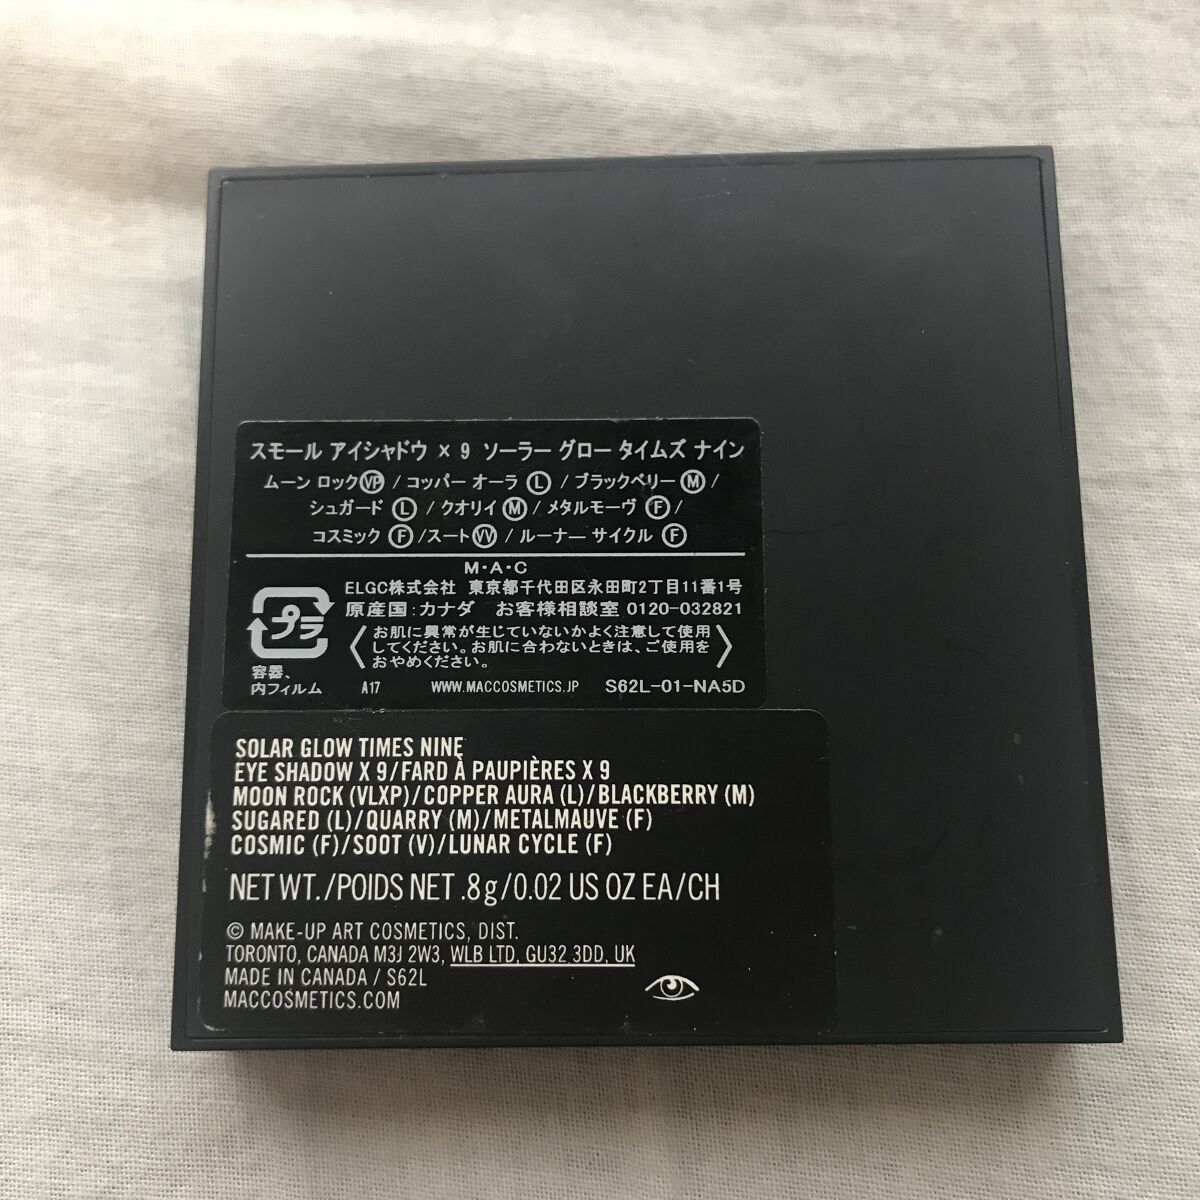 スモール アイシャドウ × 9 ソーラー グロー タイムズ ナイン
ムーン ロックVP / コッパー オーラ L / ブラックベリー M /
シュガード L / クオリイ M / メタルモーヴ F /
コスミック F / スート VV / ルーナー サイクル F
M・A・C
ELGC株式会社 東京都千代田区永田町2丁目11番1号
原産国:カナダ お客様相談室 0120-032821
プラ
お肌に異常が生じていないかよく注意して使用
してください。お肌に合わないときは、ご使用を
おやめください。
容器、
内フィルム A17 WWW.MACCOSMETICS.JP S62L-01-NA5D
SOLAR GLOW TIMES NINE
EYE SHADOW X 9/FARD À PAUPIÈRES X 9
MOON ROCK (VLXP)/COPPER AURA (L)/BLACKBERRY (M)
SUGARED (L)/QUARRY (M)/METALMAUVE (F)
COSMIC (F)/SOOT (V)/LUNAR CYCLE (F)
NET WT./POIDS NET .8g/0.02 US OZ EA/CH
© MAKE-UP ART COSMETICS, DIST.
TORONTO, CANADA M3J 2W3, WLB LTD, GU32 3DD, UK
MADE IN CANADA / S62L
MACCOSMETICS.COM